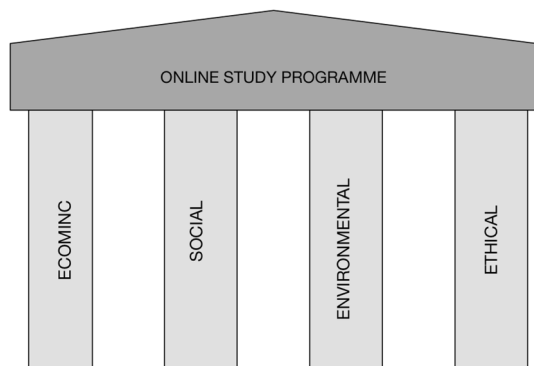 ONLINE STUDY PROGRAMME
ECOMINC
SOCIAL
ENVIRONMENTAL
ETHICAL